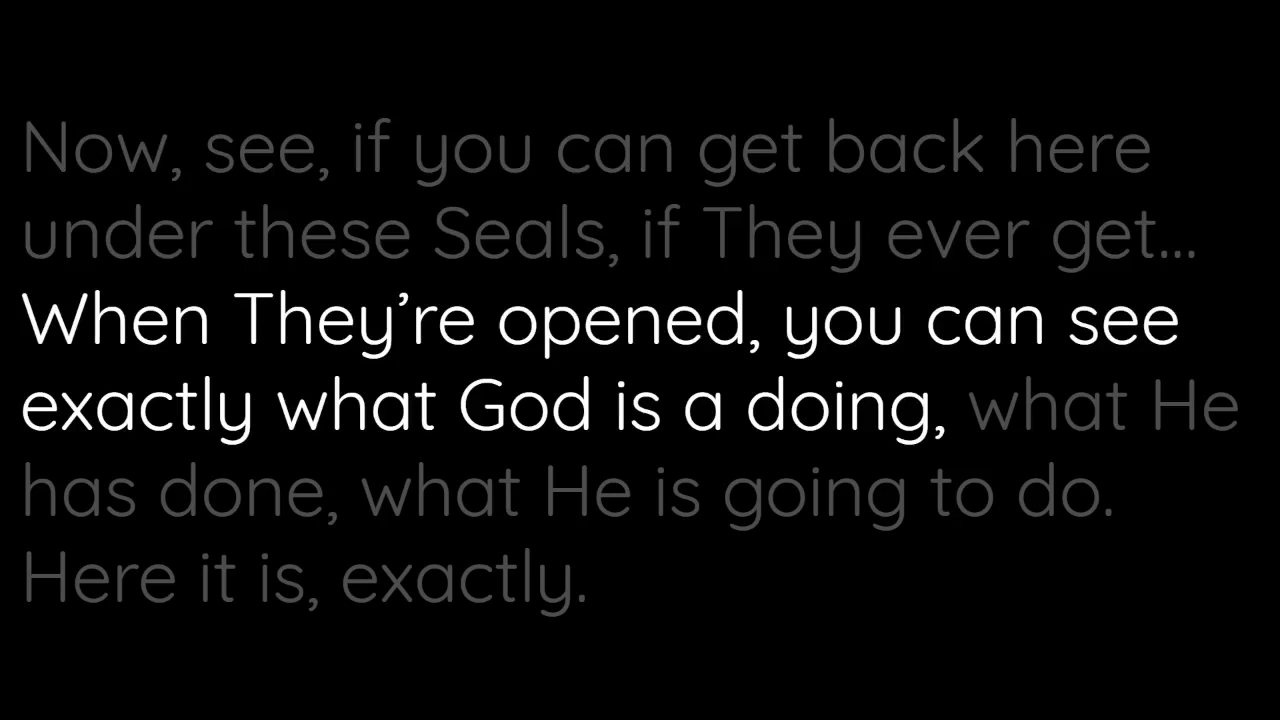 Now, see, if you can get back here
under these Seals, if They ever get...
When They’re opened, you can see
exactly what God is a doing, what He
has done, what He is going to do.
Here it is, exactly.